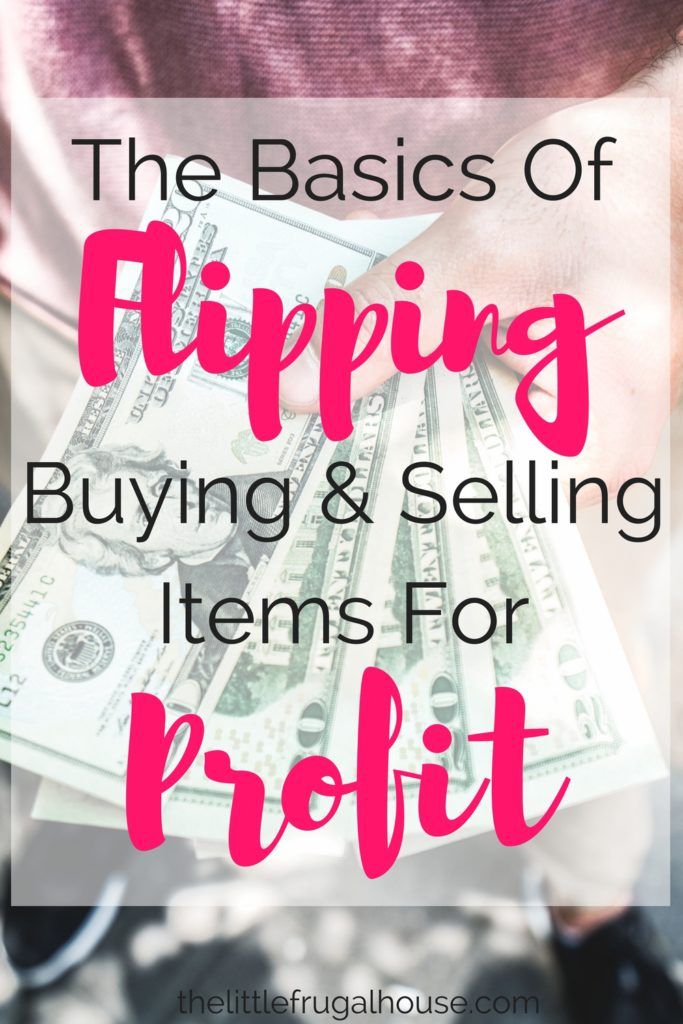 The Basics Of
Flipping
Buying & Selling
Items For
Profit
thelittlefrugalhouse.com